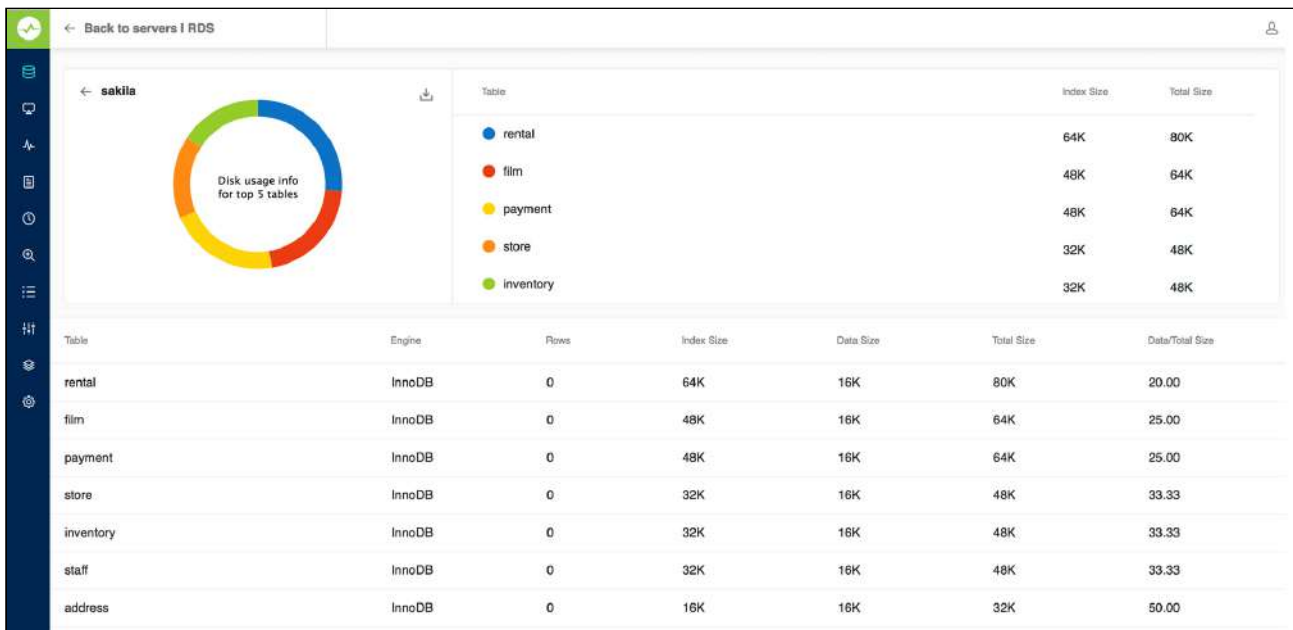 ← Back to servers I RDS
← sakila
Disk usage info
for top 5 tables
Table Index Size Total Size
rental 64K 80K
film 48K 64K
payment 48K 64K
store 32K 48K
inventory 32K 48K
Table Engine Rows Index Size Data Size Total Size Data/Total Size
rental InnoDB 0 64K 16K 80K 20.00
film InnoDB 0 48K 16K 64K 25.00
payment InnoDB 0 48K 16K 64K 25.00
store InnoDB 0 32K 16K 48K 33.33
inventory InnoDB 0 32K 16K 48K 33.33
staff InnoDB 0 32K 16K 48K 33.33
address InnoDB 0 16K 16K 32K 50.00